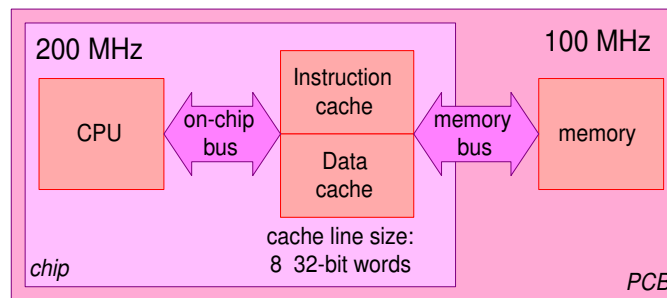 200 MHz
100 MHz
CPU
on-chip
bus
Instruction
cache
Data
cache
memory
bus
memory
cache line size:
8 32-bit words
chip
PCB